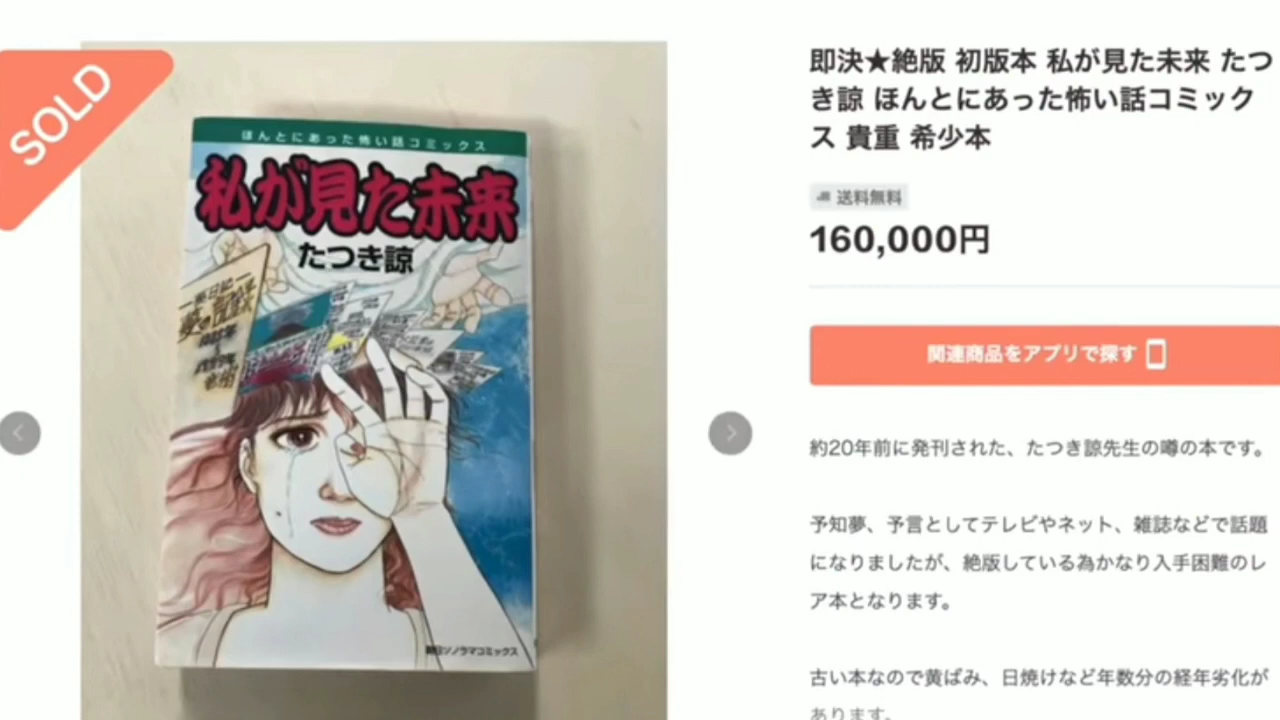 SOLD
ほんとにあった怖い話コミックス
私が見た未来
たつき諒
夢日記
朝日ソノラマコミックス
即決★絶版 初版本 私が見た未来 たつ
き諒 ほんとにあった怖い話コミック
ス 貴重 希少本
送料無料
160,000円
関連商品をアプリで探す
約20年前に発刊された、たつき諒先生の噂の本です。
予知夢、予言としてテレビやネット、雑誌などで話題
になりましたが、絶版している為かなり入手困難のレ
ア本となります。
古い本なので黄ばみ、日焼けなど年数分の経年劣化が
あります。